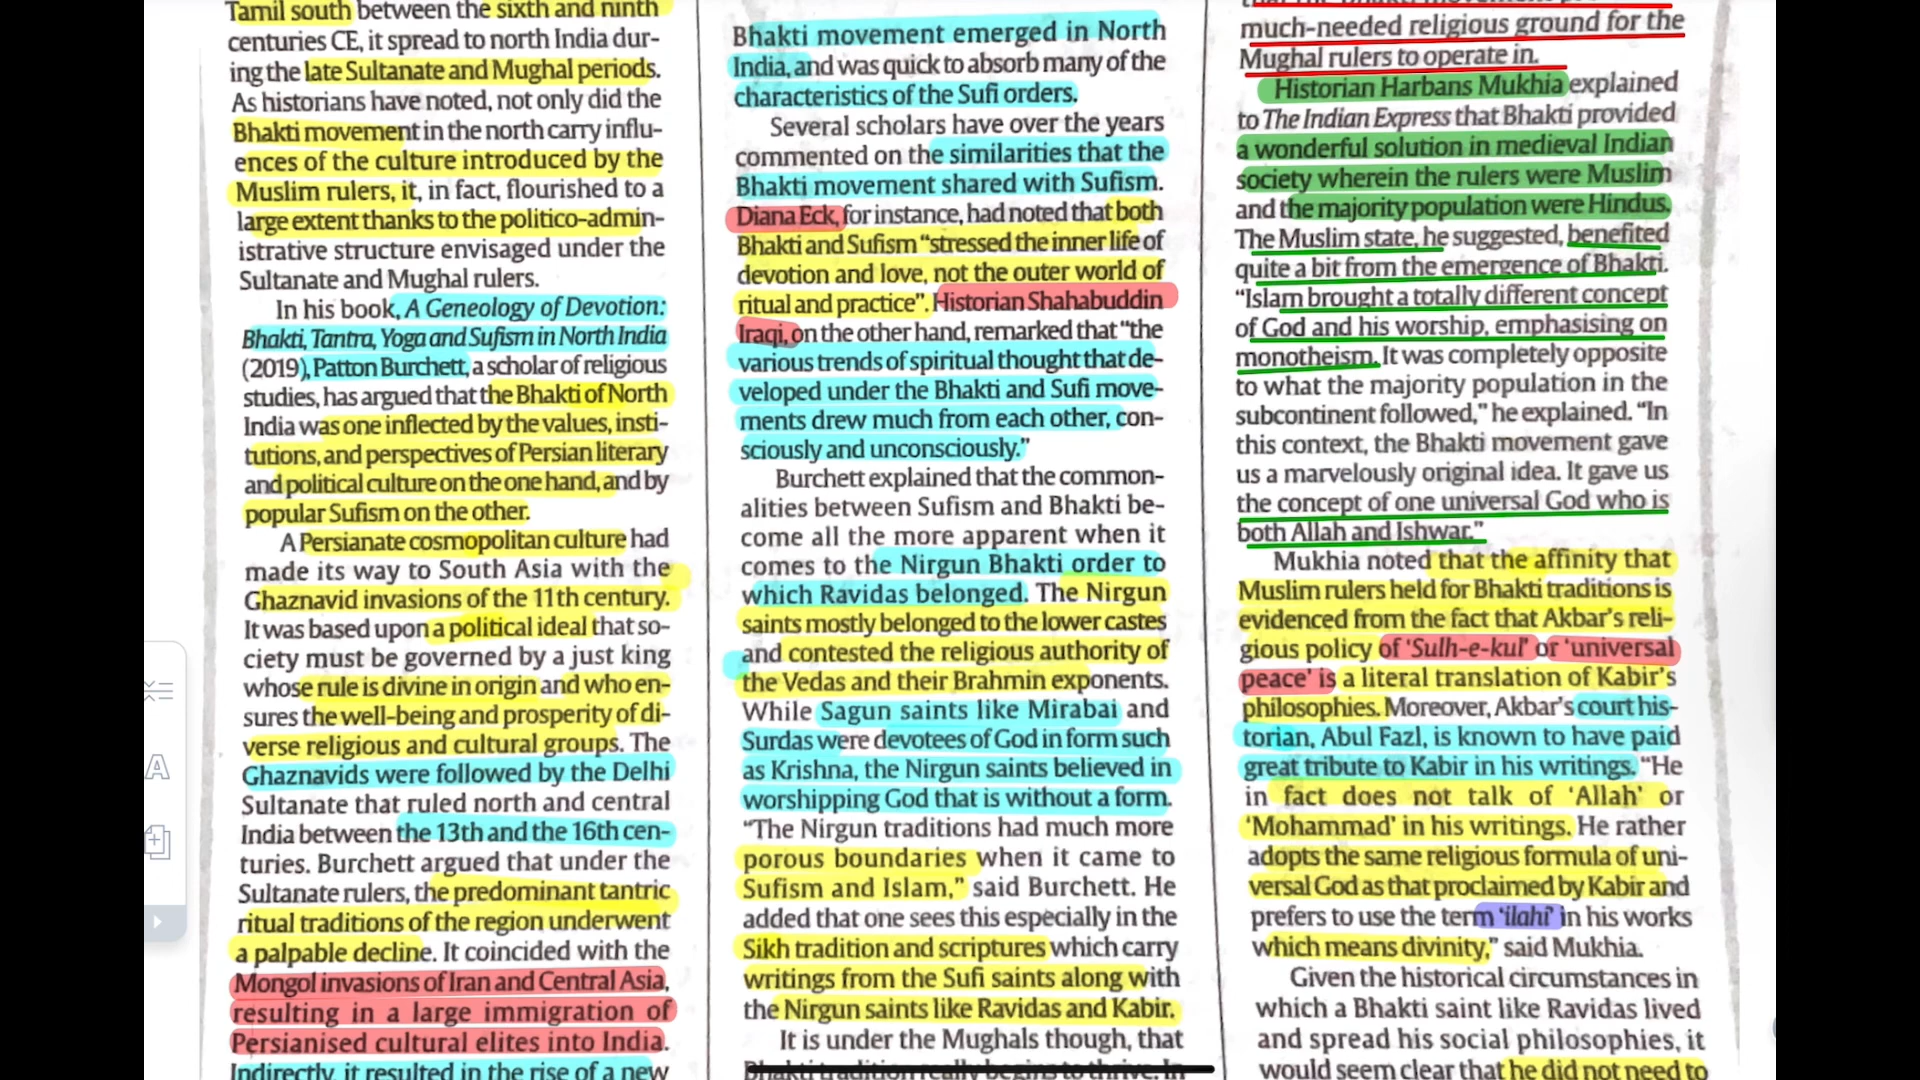 Tamil south between the sixth and ninth
centuries CE, it spread to north India dur-
ing the late Sultanate and Mughal periods.
As historians have noted, not only did the
Bhakti movement in the north carry influ-
ences of the culture introduced by the
Muslim rulers, it, in fact, flourished to a
large extent thanks to the politico-admin-
istrative structure envisaged under the
Sultanate and Mughal rulers.
In his book, A Geneology of Devotion:
Bhakti, Tantra, Yoga and Sufism in North India
(2019), Patton Burchett, a scholar of religious
studies, has argued that the Bhakti of North
India was one inflected by the values, insti-
tutions, and perspectives of Persian literary
and political culture on the one hand, and by
popular Sufism on the other.
A Persianate cosmopolitan culture had
made its way to South Asia with the
Ghaznavid invasions of the 11th century.
It was based upon a political ideal that so-
ciety must be governed by a just king
whose rule is divine in origin and who en-
sures the well-being and prosperity of di-
verse religious and cultural groups. The
Ghaznavids were followed by the Delhi
Sultanate that ruled north and central
India between the 13th and the 16th cen-
turies. Burchett argued that under the
Sultanate rulers, the predominant tantric
ritual traditions of the region underwent
a palpable decline. It coincided with the
Mongol invasions of Iran and Central Asia,
resulting in a large immigration of
Persianised cultural elites into India.
Indirectly, it resulted in the rise of a new
Bhakti movement emerged in North
India, and was quick to absorb many of the
characteristics of the Sufi orders.
Several scholars have over the years
commented on the similarities that the
Bhakti movement shared with Sufism.
Diana Eck, for instance, had noted that both
Bhakti and Sufism “stressed the inner life of
devotion and love, not the outer world of
ritual and practice”. Historian Shahabuddin
Iraqi, on the other hand, remarked that “the
various trends of spiritual thought that de-
veloped under the Bhakti and Sufi move-
ments drew much from each other, con-
sciously and unconsciously.”
Burchett explained that the common-
alities between Sufism and Bhakti be-
come all the more apparent when it
comes to the Nirgun Bhakti order to
which Ravidas belonged. The Nirgun
saints mostly belonged to the lower castes
and contested the religious authority of
the Vedas and their Brahmin exponents.
While Sagun saints like Mirabai and
Surdas were devotees of God in form such
as Krishna, the Nirgun saints believed in
worshipping God that is without a form.
“The Nirgun traditions had much more
porous boundaries when it came to
Sufism and Islam,” said Burchett. He
added that one sees this especially in the
Sikh tradition and scriptures which carry
writings from the Sufi saints along with
the Nirgun saints like Ravidas and Kabir.
It is under the Mughals though, that
Bhakti tradition really begins to thrive. In
much-needed religious ground for the
Mughal rulers to operate in.
Historian Harbans Mukhia explained
to The Indian Express that Bhakti provided
a wonderful solution in medieval Indian
society wherein the rulers were Muslim
and the majority population were Hindus.
The Muslim state, he suggested, benefited
quite a bit from the emergence of Bhakti.
“Islam brought a totally different concept
of God and his worship, emphasising on
monotheism. It was completely opposite
to what the majority population in the
subcontinent followed,” he explained. “In
this context, the Bhakti movement gave
us a marvelously original idea. It gave us
the concept of one universal God who is
both Allah and Ishwar.”
Mukhia noted that the affinity that
Muslim rulers held for Bhakti traditions is
evidenced from the fact that Akbar’s reli-
gious policy of ‘Sulh-e-kul’ or ‘universal
peace’ is a literal translation of Kabir’s
philosophies. Moreover, Akbar’s court his-
torian, Abul Fazl, is known to have paid
great tribute to Kabir in his writings. “He
in fact does not talk of ‘Allah’ or
‘Mohammad’ in his writings. He rather
adopts the same religious formula of uni-
versal God as that proclaimed by Kabir and
prefers to use the term ‘ilahi’ in his works
which means divinity,” said Mukhia.
Given the historical circumstances in
which a Bhakti saint like Ravidas lived
and spread his social philosophies, it
would seem clear that he did not need to
A